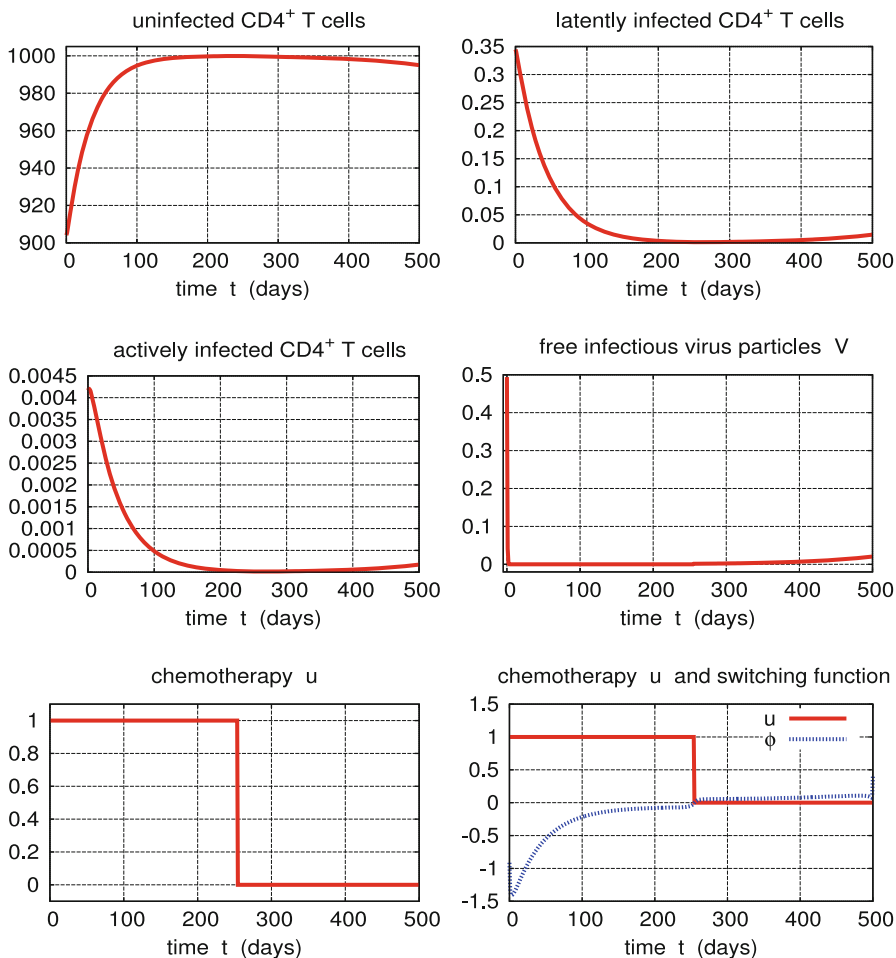 uninfected CD4+ T cells
1000
980
960
940
920
900
0 100 200 300 400 500
time t (days)
latently infected CD4+ T cells
0.35
0.3
0.25
0.2
0.15
0.1
0.05
0
0 100 200 300 400 500
time t (days)
actively infected CD4+ T cells
0.0045
0.004
0.0035
0.003
0.0025
0.002
0.0015
0.001
0.0005
0
0 100 200 300 400 500
time t (days)
free infectious virus particles V
0.5
0.4
0.3
0.2
0.1
0
0 100 200 300 400 500
time t (days)
chemotherapy u
1
0.8
0.6
0.4
0.2
0
0 100 200 300 400 500
time t (days)
chemotherapy u and switching function
1.5
1
0.5
0
-0.5
-1
-1.5
u
ϕ
0 100 200 300 400 500
time t (days)